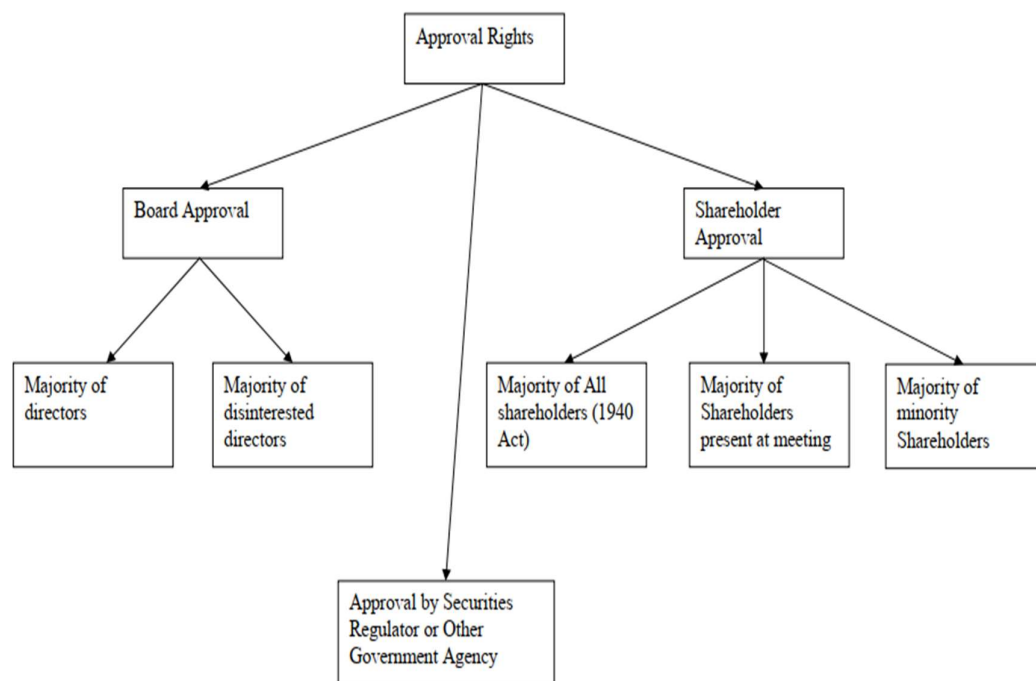 Approval Rights
Board Approval
Shareholder
Approval
Majority of
directors
Majority of
disinterested
directors
Majority of All
shareholders (1940
Act)
Majority of
Shareholders
present at meeting
Majority of
minority
Shareholders
Approval by Securities
Regulator or Other
Government Agency